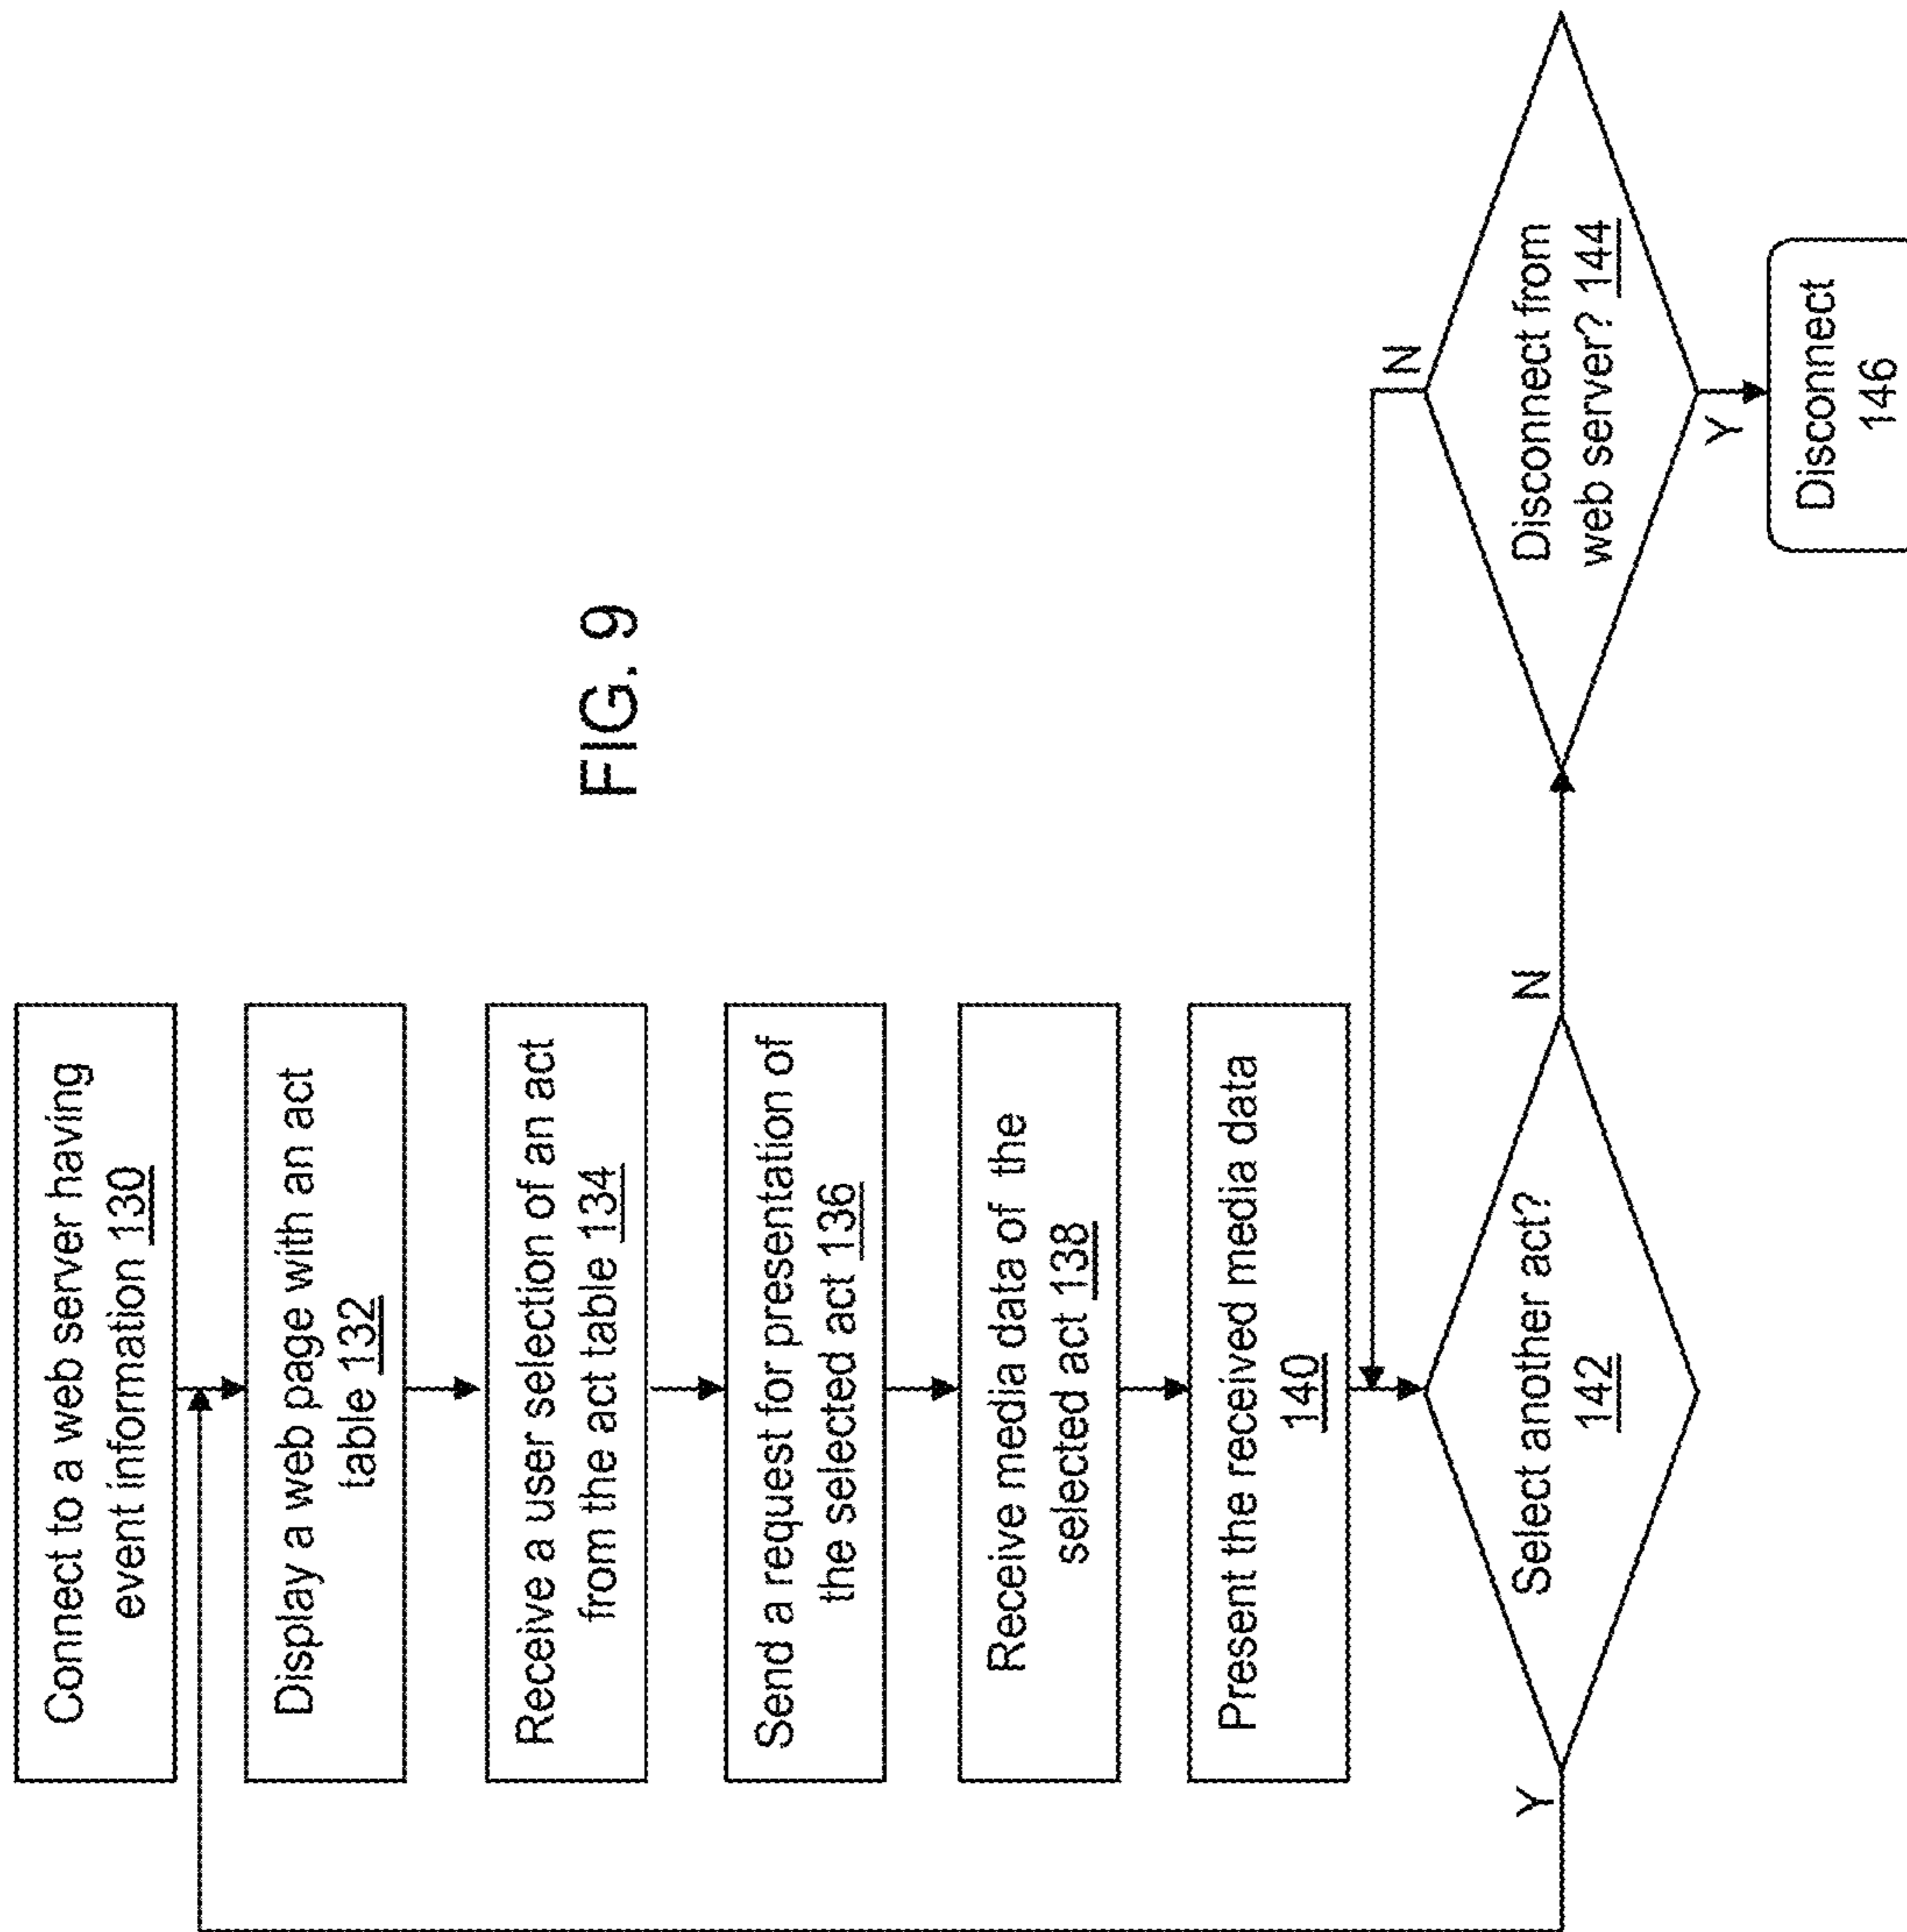 Connect to a web server having
event information 130
Display a web page with an act
table 132
Receive a user selection of an act
from the act table 134
Send a request for presentation of
the selected act 136
Receive media data of the
selected act 138
Present the received media data
140
Select another act?
142
Y
N
Disconnect from
web server? 144
N
Y
Disconnect
146
FIG. 9